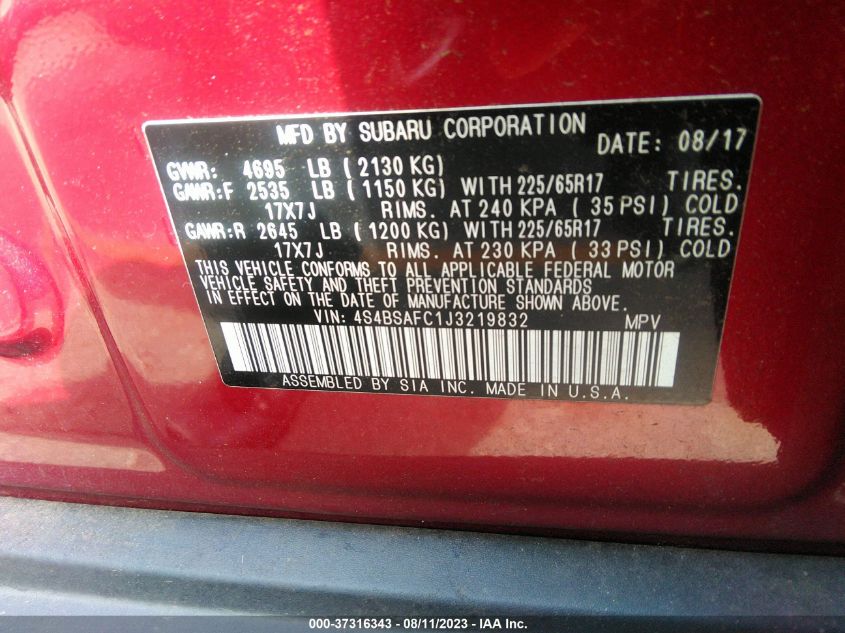 MFD BY SUBARU CORPORATION DATE: 08/17
GVWR: 4695 LB ( 2130 KG)
GAWR:F 2535 LB ( 1150 KG) WITH 225/65R17 TIRES.
17X7J RIMS. AT 240 KPA ( 35 PSI) COLD
GAWR:R 2645 LB ( 1200 KG) WITH 225/65R17 TIRES.
17X7J RIMS. AT 230 KPA ( 33 PSI) COLD
THIS VEHICLE CONFORMS TO ALL APPLICABLE FEDERAL MOTOR
VEHICLE SAFETY AND THEFT PREVENTION STANDARDS
IN EFFECT ON THE DATE OF MANUFACTURE SHOWN ABOVE.
VIN: 4S4BSAFC1J3219832 MPV
ASSEMBLED BY SIA INC. MADE IN U.S.A.
000-37316343 - 08/11/2023 - IAA Inc.